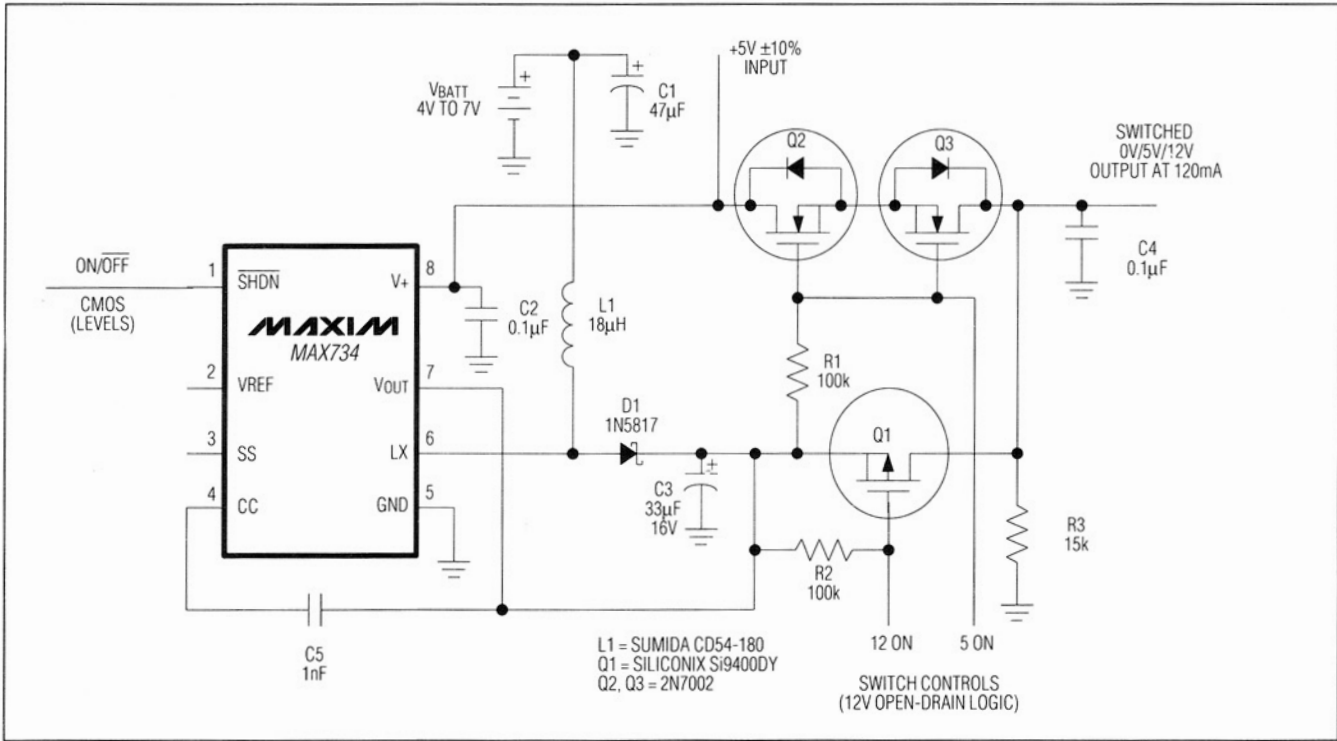 +5V ±10%
INPUT
VBATT
4V TO 7V
+
+
C1
47µF
Q2
Q3
SWITCHED
0V/5V/12V
OUTPUT AT 120mA
C4
0.1µF
ON/OFF
CMOS
(LEVELS)
1
SHDN
V+
8
MAXIM
MAX734
C2
0.1µF
L1
18µH
2
VREF
VOUT
7
3
SS
LX
6
4
CC
GND
5
D1
1N5817
+
C3
33µF
16V
R1
100k
Q1
R2
100k
R3
15k
C5
1nF
L1 = SUMIDA CD54-180
Q1 = SILICONIX Si9400DY
Q2, Q3 = 2N7002
12 ON
5 ON
SWITCH CONTROLS
(12V OPEN-DRAIN LOGIC)